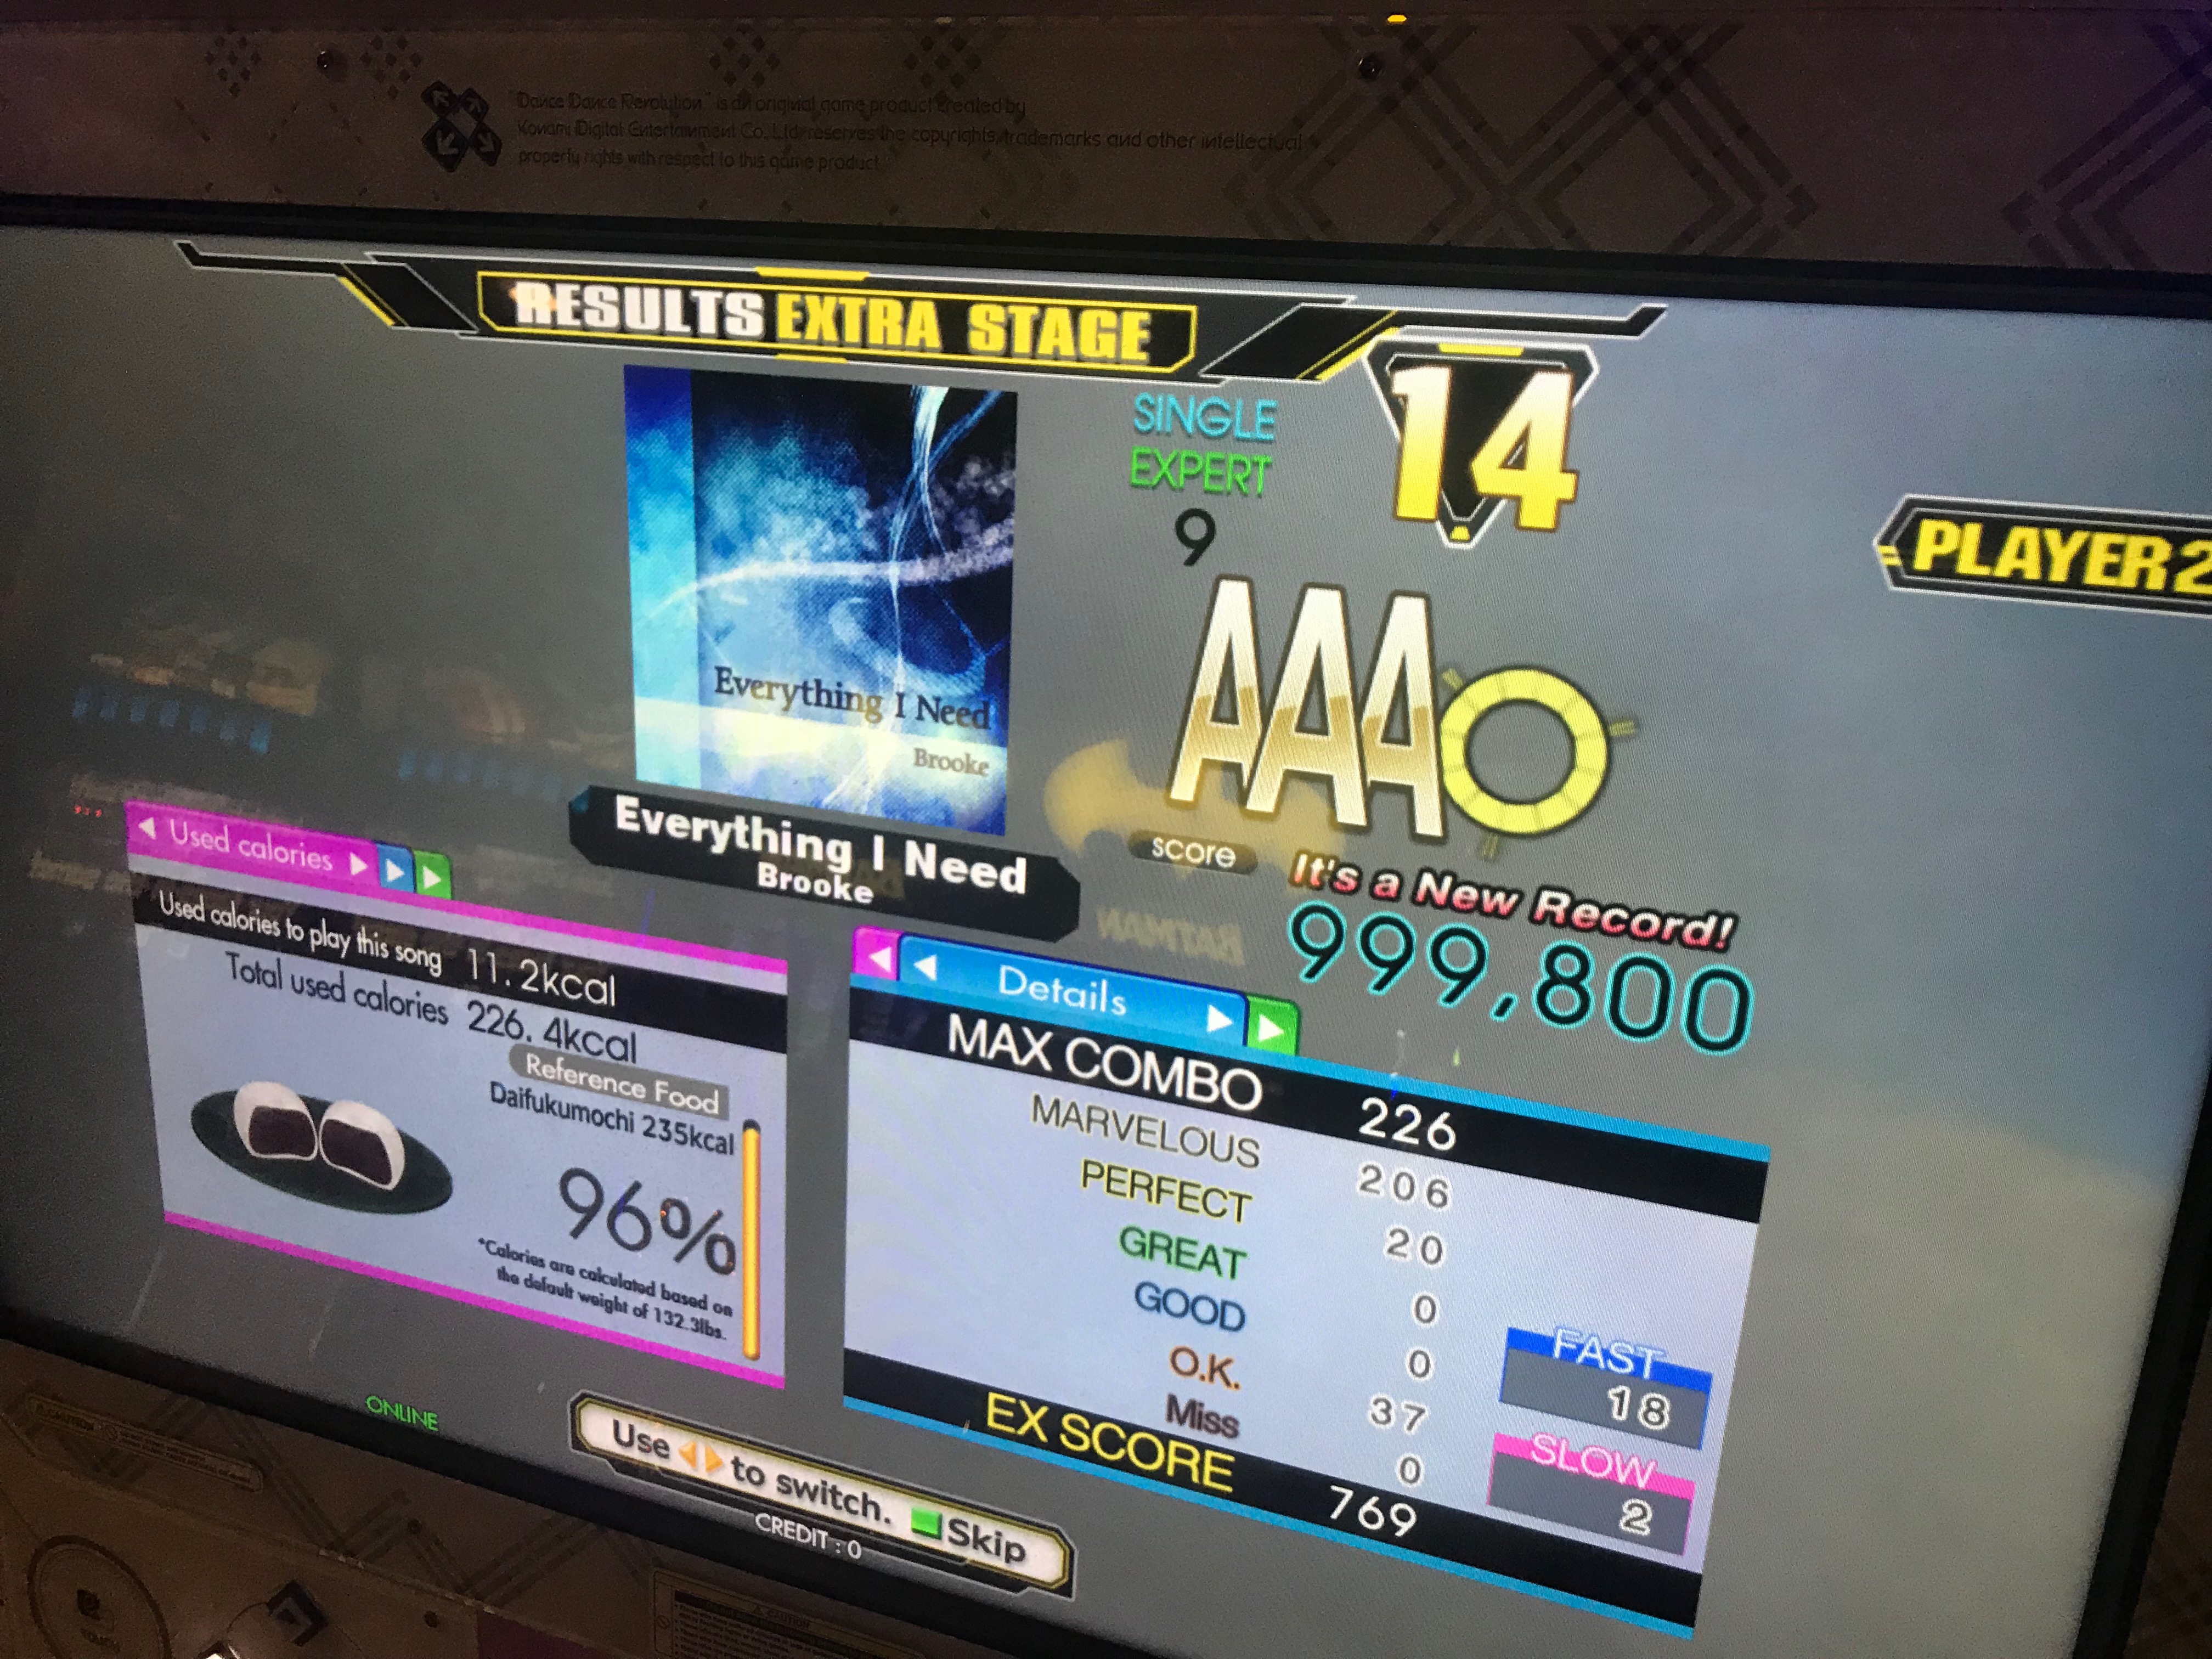 "Dance Dance Revolution" is an original game product created by
Konami Digital Entertainment Co., Ltd. reserves the copyrights, trademarks and other intellectual
property rights with respect to this game product.
RESULTS EXTRA STAGE
14
SINGLE
EXPERT
9
PLAYER2
Everything I Need
Brooke
AAA
Everything I Need
Brooke
score
It's a New Record!
999,800
BATMAN
Used calories
Used calories to play this song 11.2kcal
Total used calories 226.4kcal
Reference Food
Daifukumochi 235kcal
96%
*Calories are calculated based on
the default weight of 132.3lbs.
Details
MAX COMBO 226
MARVELOUS 206
PERFECT 20
GREAT 0
GOOD 0
O.K. 37
Miss 0
EX SCORE 769
FAST
18
SLOW
2
ONLINE
Use to switch. Skip
CREDIT : 0
CAUTION
CAUTION